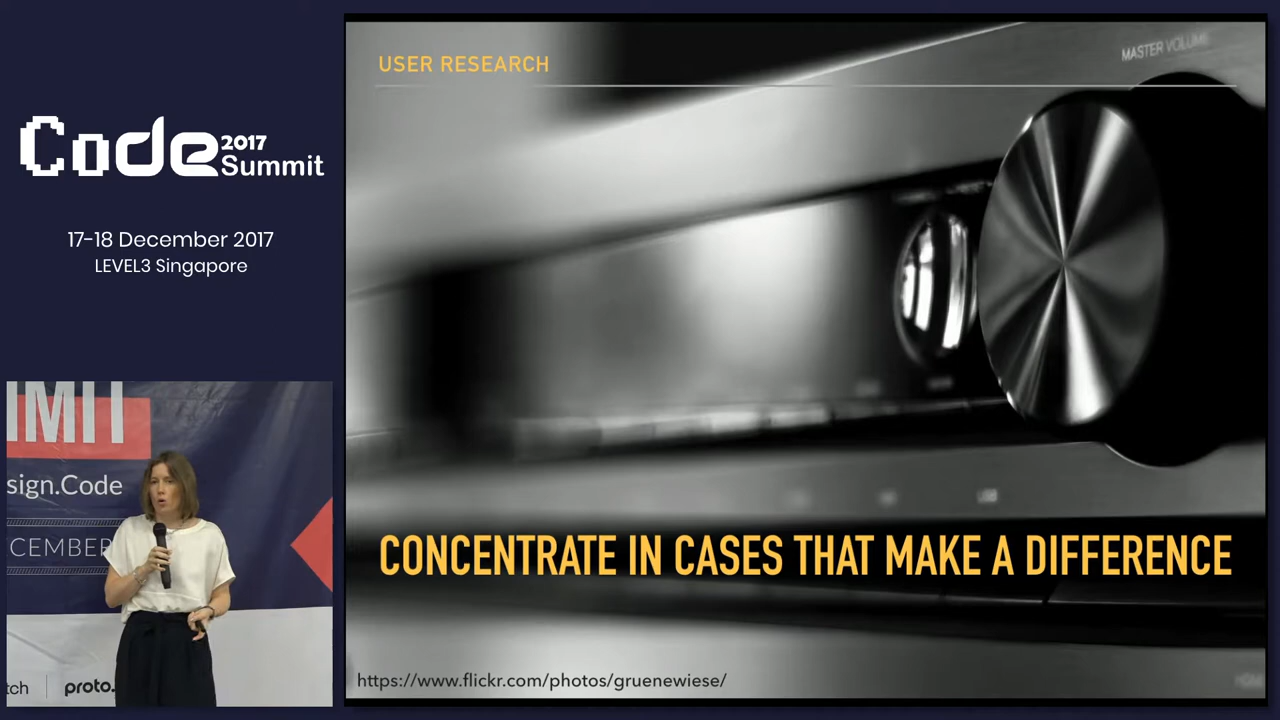 Code
2017
Summit
17-18 December 2017
LEVEL3 Singapore
USER RESEARCH
MASTER VOLUME
CONCENTRATE IN CASES THAT MAKE A DIFFERENCE
https://www.flickr.com/photos/gruenewiese/
MIT
sign.Code
CEMBER
tch
proto.